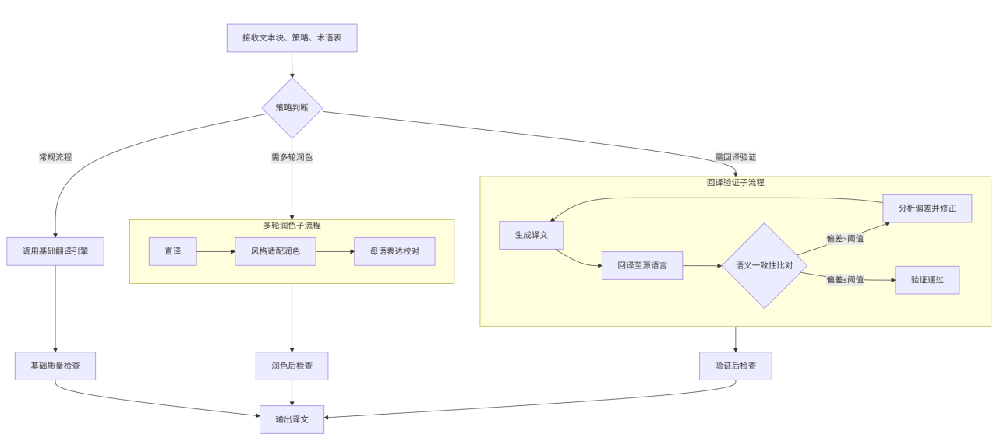 接收文本块、策略、术语表
策略判断
常规流程
需多轮润色
需回译验证
回译验证子流程
分析偏差并修正
多轮润色子流程
生成译文
偏差>阈值
调用基础翻译引擎
直译
风格适配润色
母语表达校对
回译至源语言
语义一致性比对
偏差≤阈值
验证通过
基础质量检查
润色后检查
验证后检查
输出译文